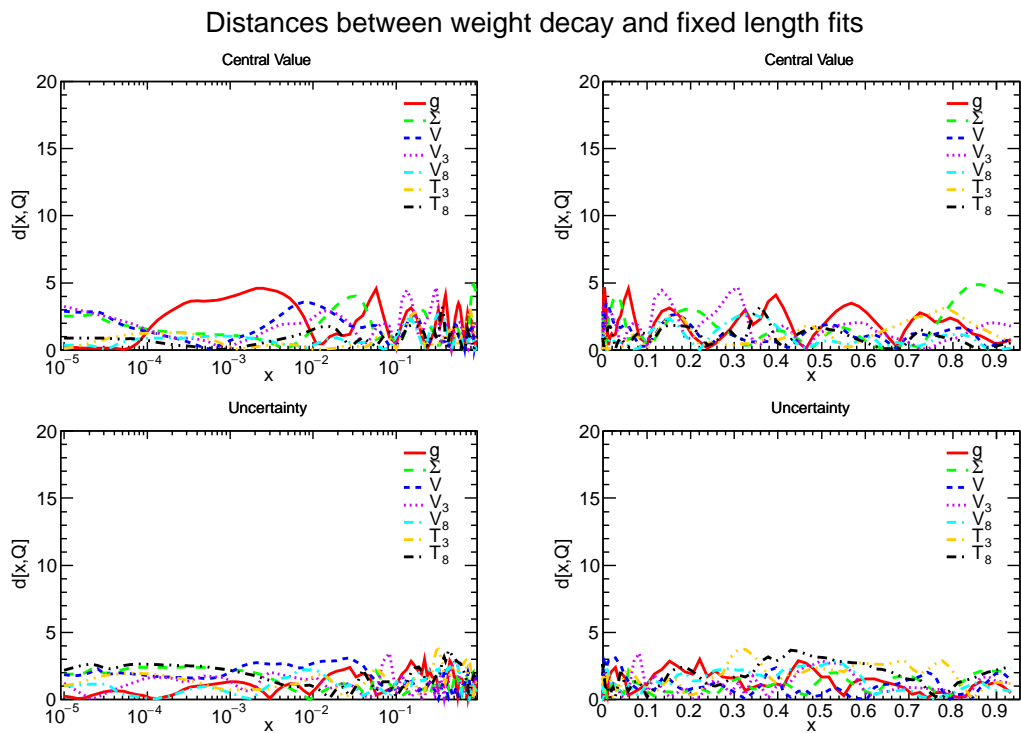 Distances between weight decay and fixed length fits
Central Value
d[x,Q]
20
15
10
5
0
g
Σ
V
V₃
V₈
T₃
T₈
10⁻⁵ 10⁻⁴ 10⁻³ 10⁻² 10⁻¹
x
Central Value
d[x,Q]
20
15
10
5
0
g
Σ
V
V₃
V₈
T₃
T₈
0 0.1 0.2 0.3 0.4 0.5 0.6 0.7 0.8 0.9
x
Uncertainty
d[x,Q]
20
15
10
5
0
g
Σ
V
V₃
V₈
T₃
T₈
10⁻⁵ 10⁻⁴ 10⁻³ 10⁻² 10⁻¹
x
Uncertainty
d[x,Q]
20
15
10
5
0
g
Σ
V
V₃
V₈
T₃
T₈
0 0.1 0.2 0.3 0.4 0.5 0.6 0.7 0.8 0.9
x